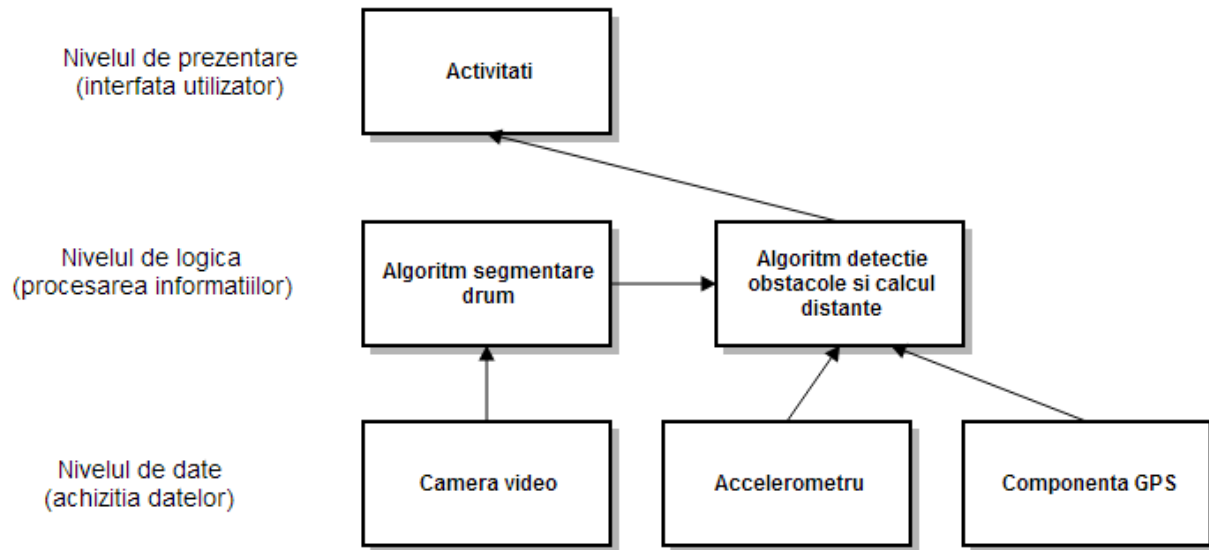 Nivelul de prezentare
(interfata utilizator)
Activitati
Nivelul de logica
(procesarea informatiilor)
Algoritm segmentare
drum
Algoritm detectie
obstacole si calcul
distante
Nivelul de date
(achizitia datelor)
Camera video
Accelerometru
Componenta GPS